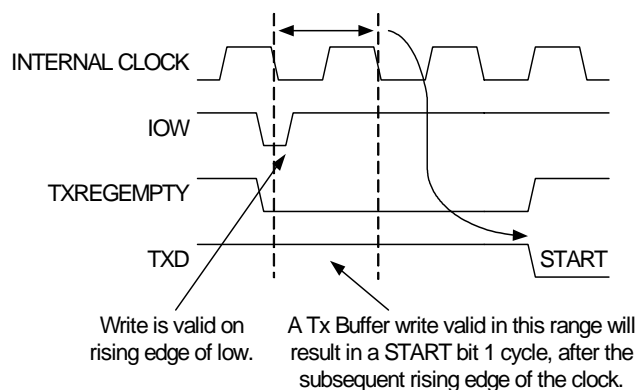 INTERNAL CLOCK
IOW
TXREGEMPTY
TXD
START
Write is valid on
rising edge of low.
A Tx Buffer write valid in this range will
result in a START bit 1 cycle, after the
subsequent rising edge of the clock.